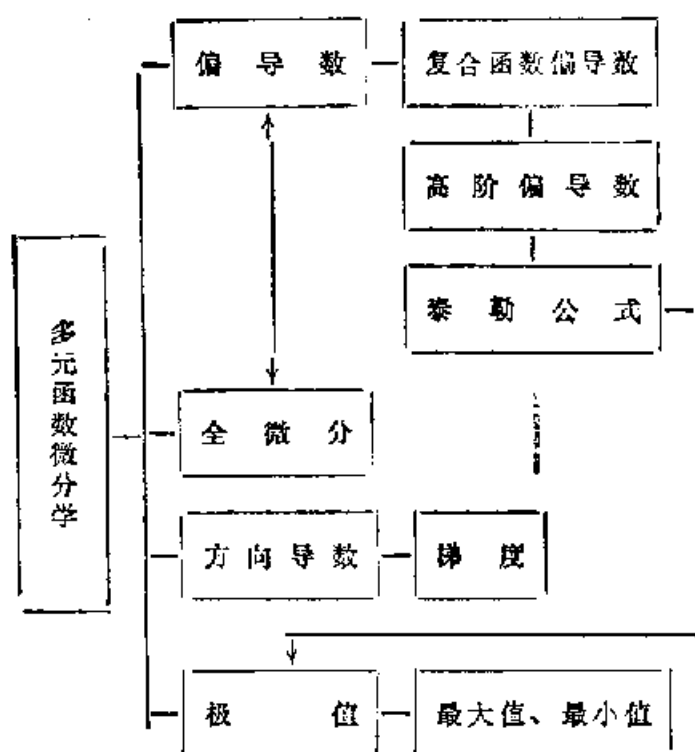 偏导数
复合函数偏导数
高阶偏导数
泰勒公式
多元函数微分学
全微分
方向导数
梯度
极值
最大值、最小值